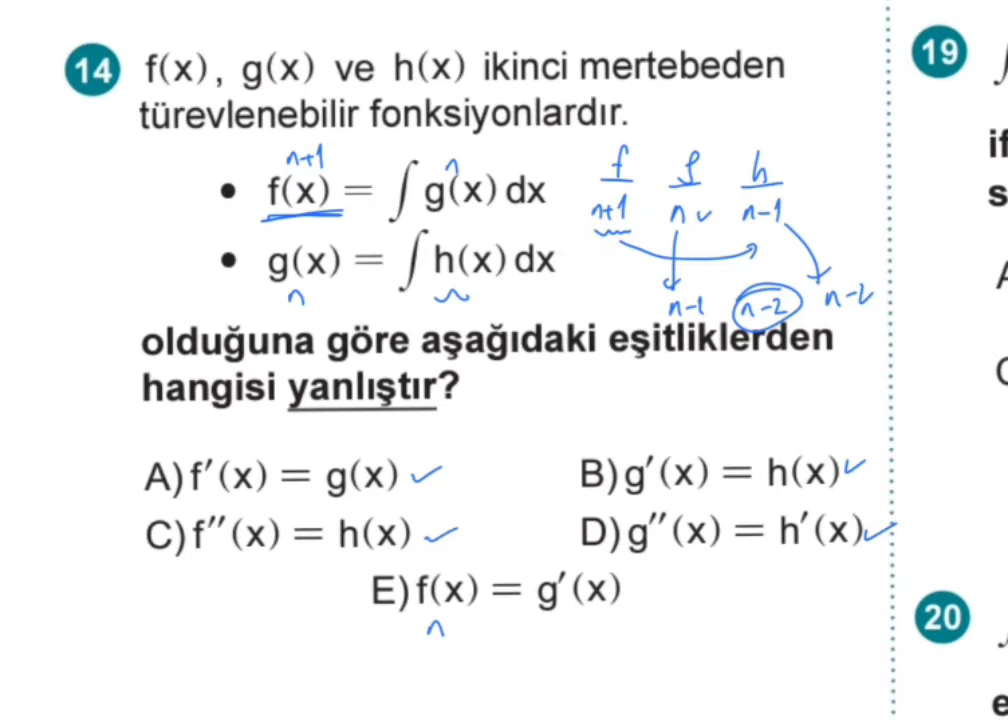 14 f(x), g(x) ve h(x) ikinci mertebeden
türevlenebilir fonksiyonlardır.
n+1 n
• f(x) = ∫ g(x) dx
• g(x) = ∫ h(x) dx
n
f g h
n+1 n n-1
n-1 n-2 n-2
olduğuna göre aşağıdaki eşitliklerden
hangisi yanlıştır?
A) f′(x) = g(x) ✓ B) g′(x) = h(x) ✓
C) f″(x) = h(x) ✓ D) g″(x) = h′(x) ✓
E) f(x) = g′(x)
n
19
20